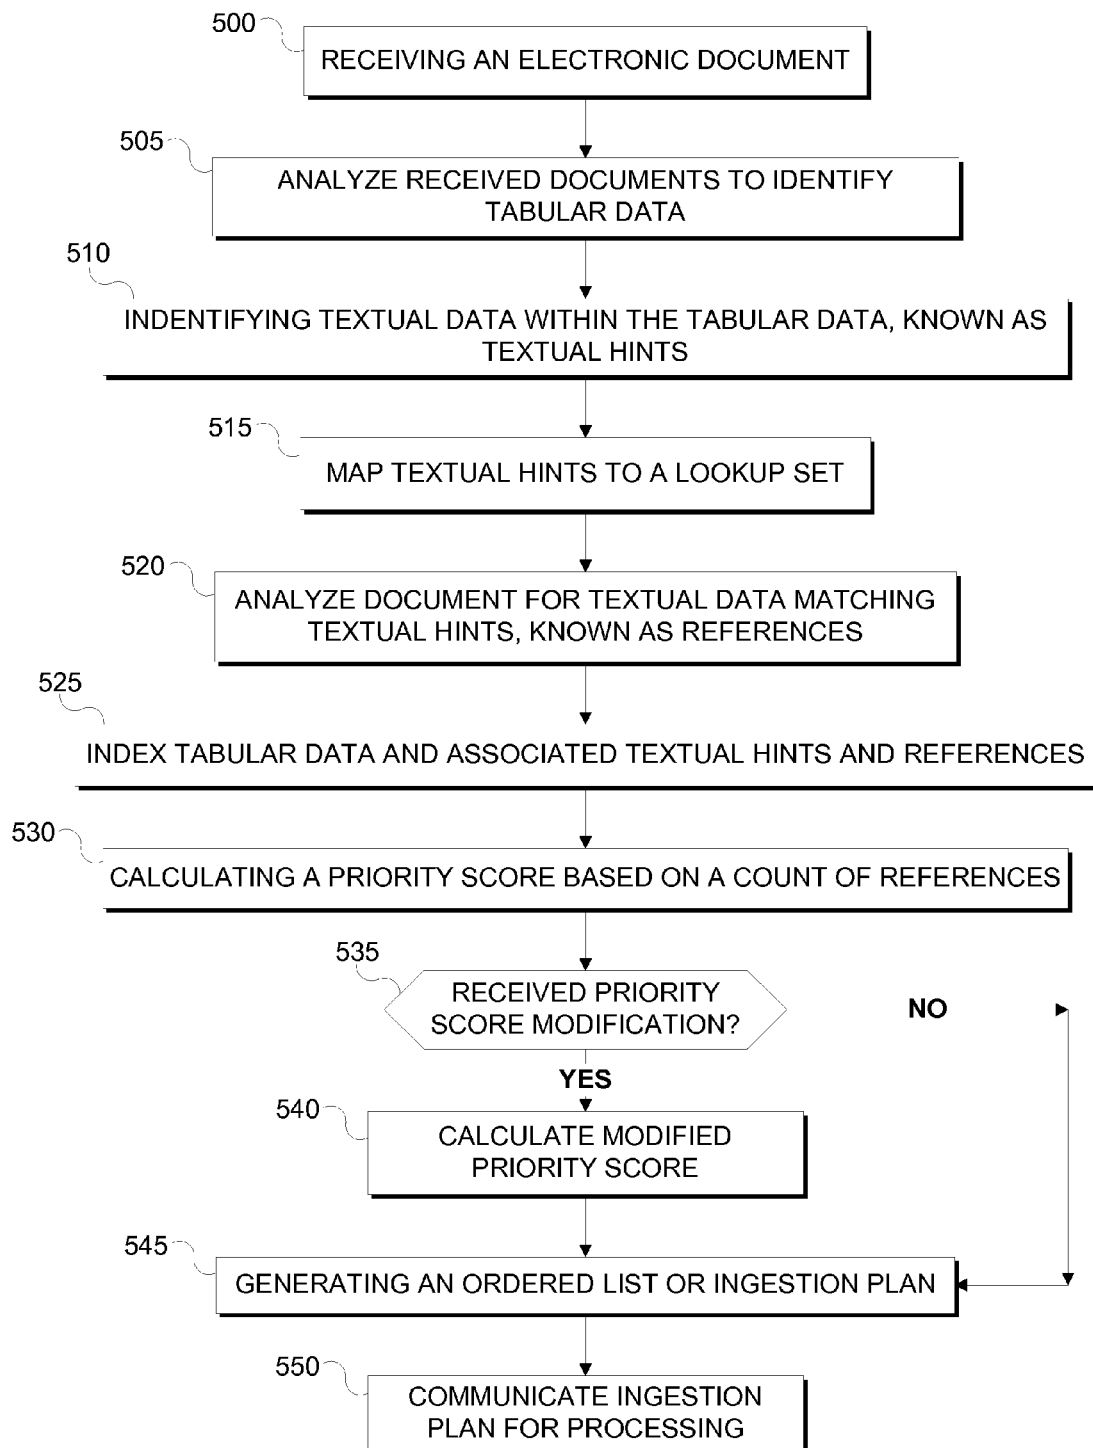 500
RECEIVING AN ELECTRONIC DOCUMENT
505
ANALYZE RECEIVED DOCUMENTS TO IDENTIFY
TABULAR DATA
510
INDENTIFYING TEXTUAL DATA WITHIN THE TABULAR DATA, KNOWN AS
TEXTUAL HINTS
515
MAP TEXTUAL HINTS TO A LOOKUP SET
520
ANALYZE DOCUMENT FOR TEXTUAL DATA MATCHING
TEXTUAL HINTS, KNOWN AS REFERENCES
525
INDEX TABULAR DATA AND ASSOCIATED TEXTUAL HINTS AND REFERENCES
530
CALCULATING A PRIORITY SCORE BASED ON A COUNT OF REFERENCES
535
RECEIVED PRIORITY
SCORE MODIFICATION?
NO
YES
540
CALCULATE MODIFIED
PRIORITY SCORE
545
GENERATING AN ORDERED LIST OR INGESTION PLAN
550
COMMUNICATE INGESTION
PLAN FOR PROCESSING